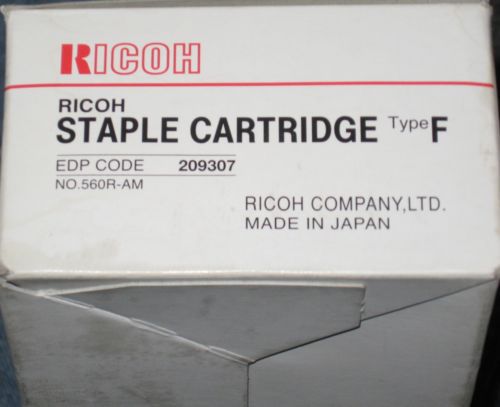 RICOH
RICOH
STAPLE CARTRIDGE Type F
EDP CODE 209307
NO.560R-AM
RICOH COMPANY,LTD.
MADE IN JAPAN